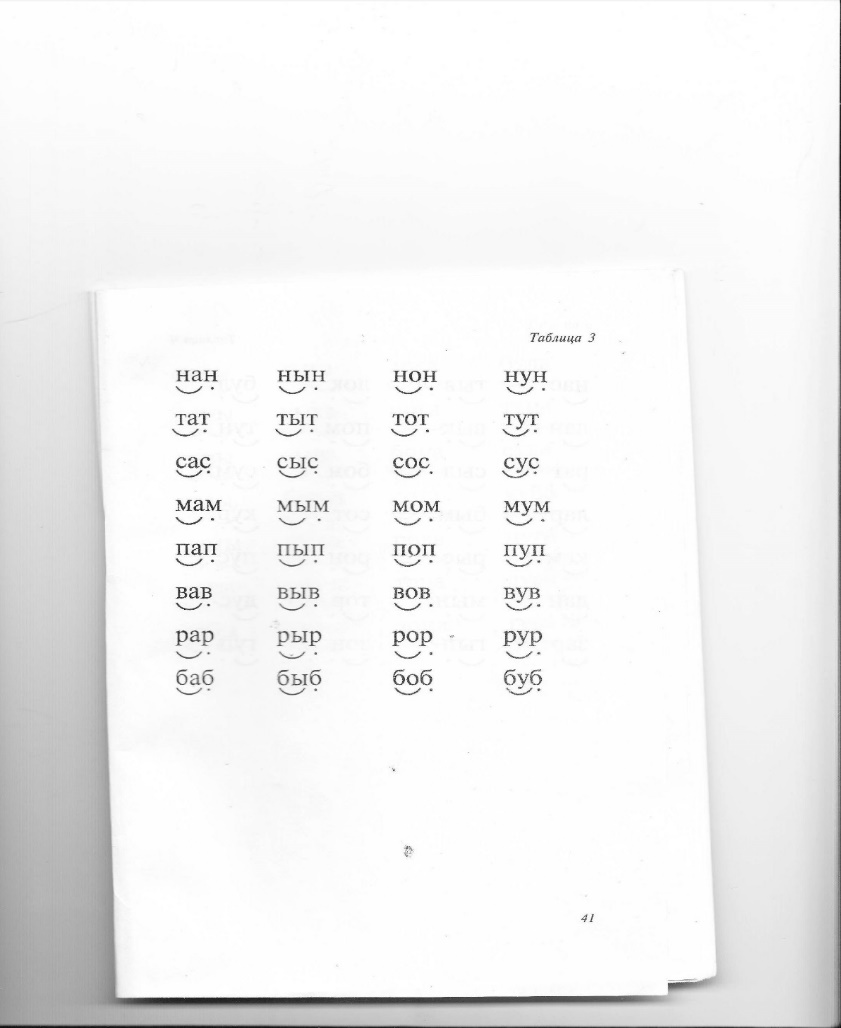 Таблица 3
нан нын нон нун
тат тыт тот тут
сас сыс сос сус
мам мым мом мум
пап пып поп пуп
вав выв вов вув
рар рыр рор рур
баб быб боб буб
41